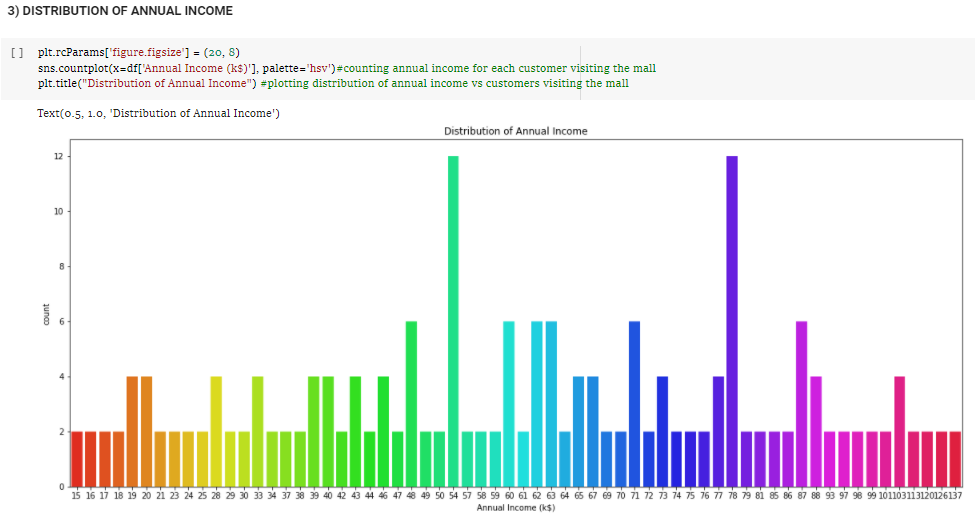 3) DISTRIBUTION OF ANNUAL INCOME
[ ] plt.rcParams['figure.figsize'] = (20, 8)
sns.countplot(x=df['Annual Income (k$)'], palette='hsv')#counting annual income for each customer visiting the mall
plt.title("Distribution of Annual Income") #plotting distribution of annual income vs customers visiting the mall
Text(0.5, 1.0, 'Distribution of Annual Income')
Distribution of Annual Income
12
10
8
6
4
2
0
count
15 16 17 18 19 20 21 23 24 25 28 29 30 33 34 37 38 39 40 42 43 44 46 47 48 49 50 54 57 58 59 60 61 62 63 64 65 67 69 70 71 72 73 74 75 76 77 78 79 81 85 86 87 88 93 97 98 99 101 103 113 120 126 137
Annual Income (k$)